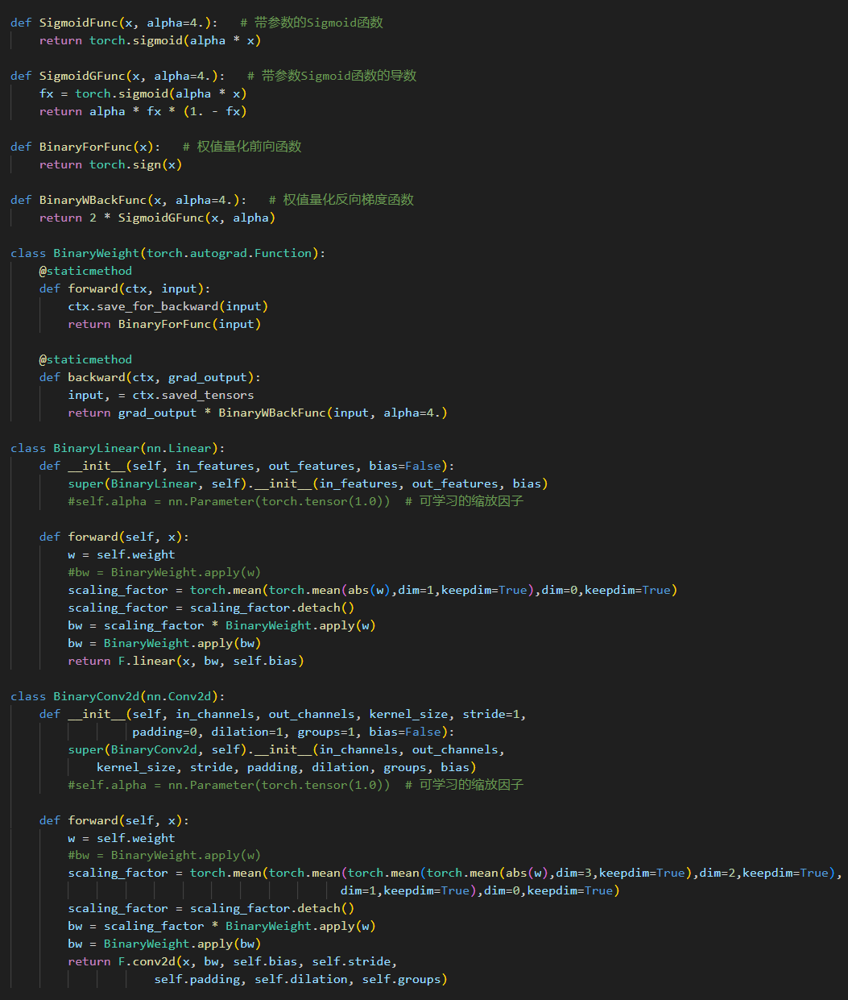 def SigmoidFunc(x, alpha=4.):   # 带参数的Sigmoid函数
    return torch.sigmoid(alpha * x)

def SigmoidGFunc(x, alpha=4.):   # 带参数Sigmoid函数的导数
    fx = torch.sigmoid(alpha * x)
    return alpha * fx * (1. - fx)

def BinaryForFunc(x):   # 权值量化前向函数
    return torch.sign(x)

def BinaryWBackFunc(x, alpha=4.):   # 权值量化反向梯度函数
    return 2 * SigmoidGFunc(x, alpha)

class BinaryWeight(torch.autograd.Function):
    @staticmethod
    def forward(ctx, input):
        ctx.save_for_backward(input)
        return BinaryForFunc(input)

    @staticmethod
    def backward(ctx, grad_output):
        input, = ctx.saved_tensors
        return grad_output * BinaryWBackFunc(input, alpha=4.)

class BinaryLinear(nn.Linear):
    def __init__(self, in_features, out_features, bias=False):
        super(BinaryLinear, self).__init__(in_features, out_features, bias)
        #self.alpha = nn.Parameter(torch.tensor(1.0))  # 可学习的缩放因子

    def forward(self, x):
        w = self.weight
        #bw = BinaryWeight.apply(w)
        scaling_factor = torch.mean(torch.mean(abs(w),dim=1,keepdim=True),dim=0,keepdim=True)
        scaling_factor = scaling_factor.detach()
        bw = scaling_factor * BinaryWeight.apply(w)
        bw = BinaryWeight.apply(bw)
        return F.linear(x, bw, self.bias)

class BinaryConv2d(nn.Conv2d):
    def __init__(self, in_channels, out_channels, kernel_size, stride=1,
                 padding=0, dilation=1, groups=1, bias=False):
        super(BinaryConv2d, self).__init__(in_channels, out_channels,
            kernel_size, stride, padding, dilation, groups, bias)
        #self.alpha = nn.Parameter(torch.tensor(1.0))  # 可学习的缩放因子

    def forward(self, x):
        w = self.weight
        #bw = BinaryWeight.apply(w)
        scaling_factor = torch.mean(torch.mean(torch.mean(torch.mean(abs(w),dim=3,keepdim=True),dim=2,keepdim=True),
                                              dim=1,keepdim=True),dim=0,keepdim=True)
        scaling_factor = scaling_factor.detach()
        bw = scaling_factor * BinaryWeight.apply(w)
        bw = BinaryWeight.apply(bw)
        return F.conv2d(x, bw, self.bias, self.stride,
                    self.padding, self.dilation, self.groups)